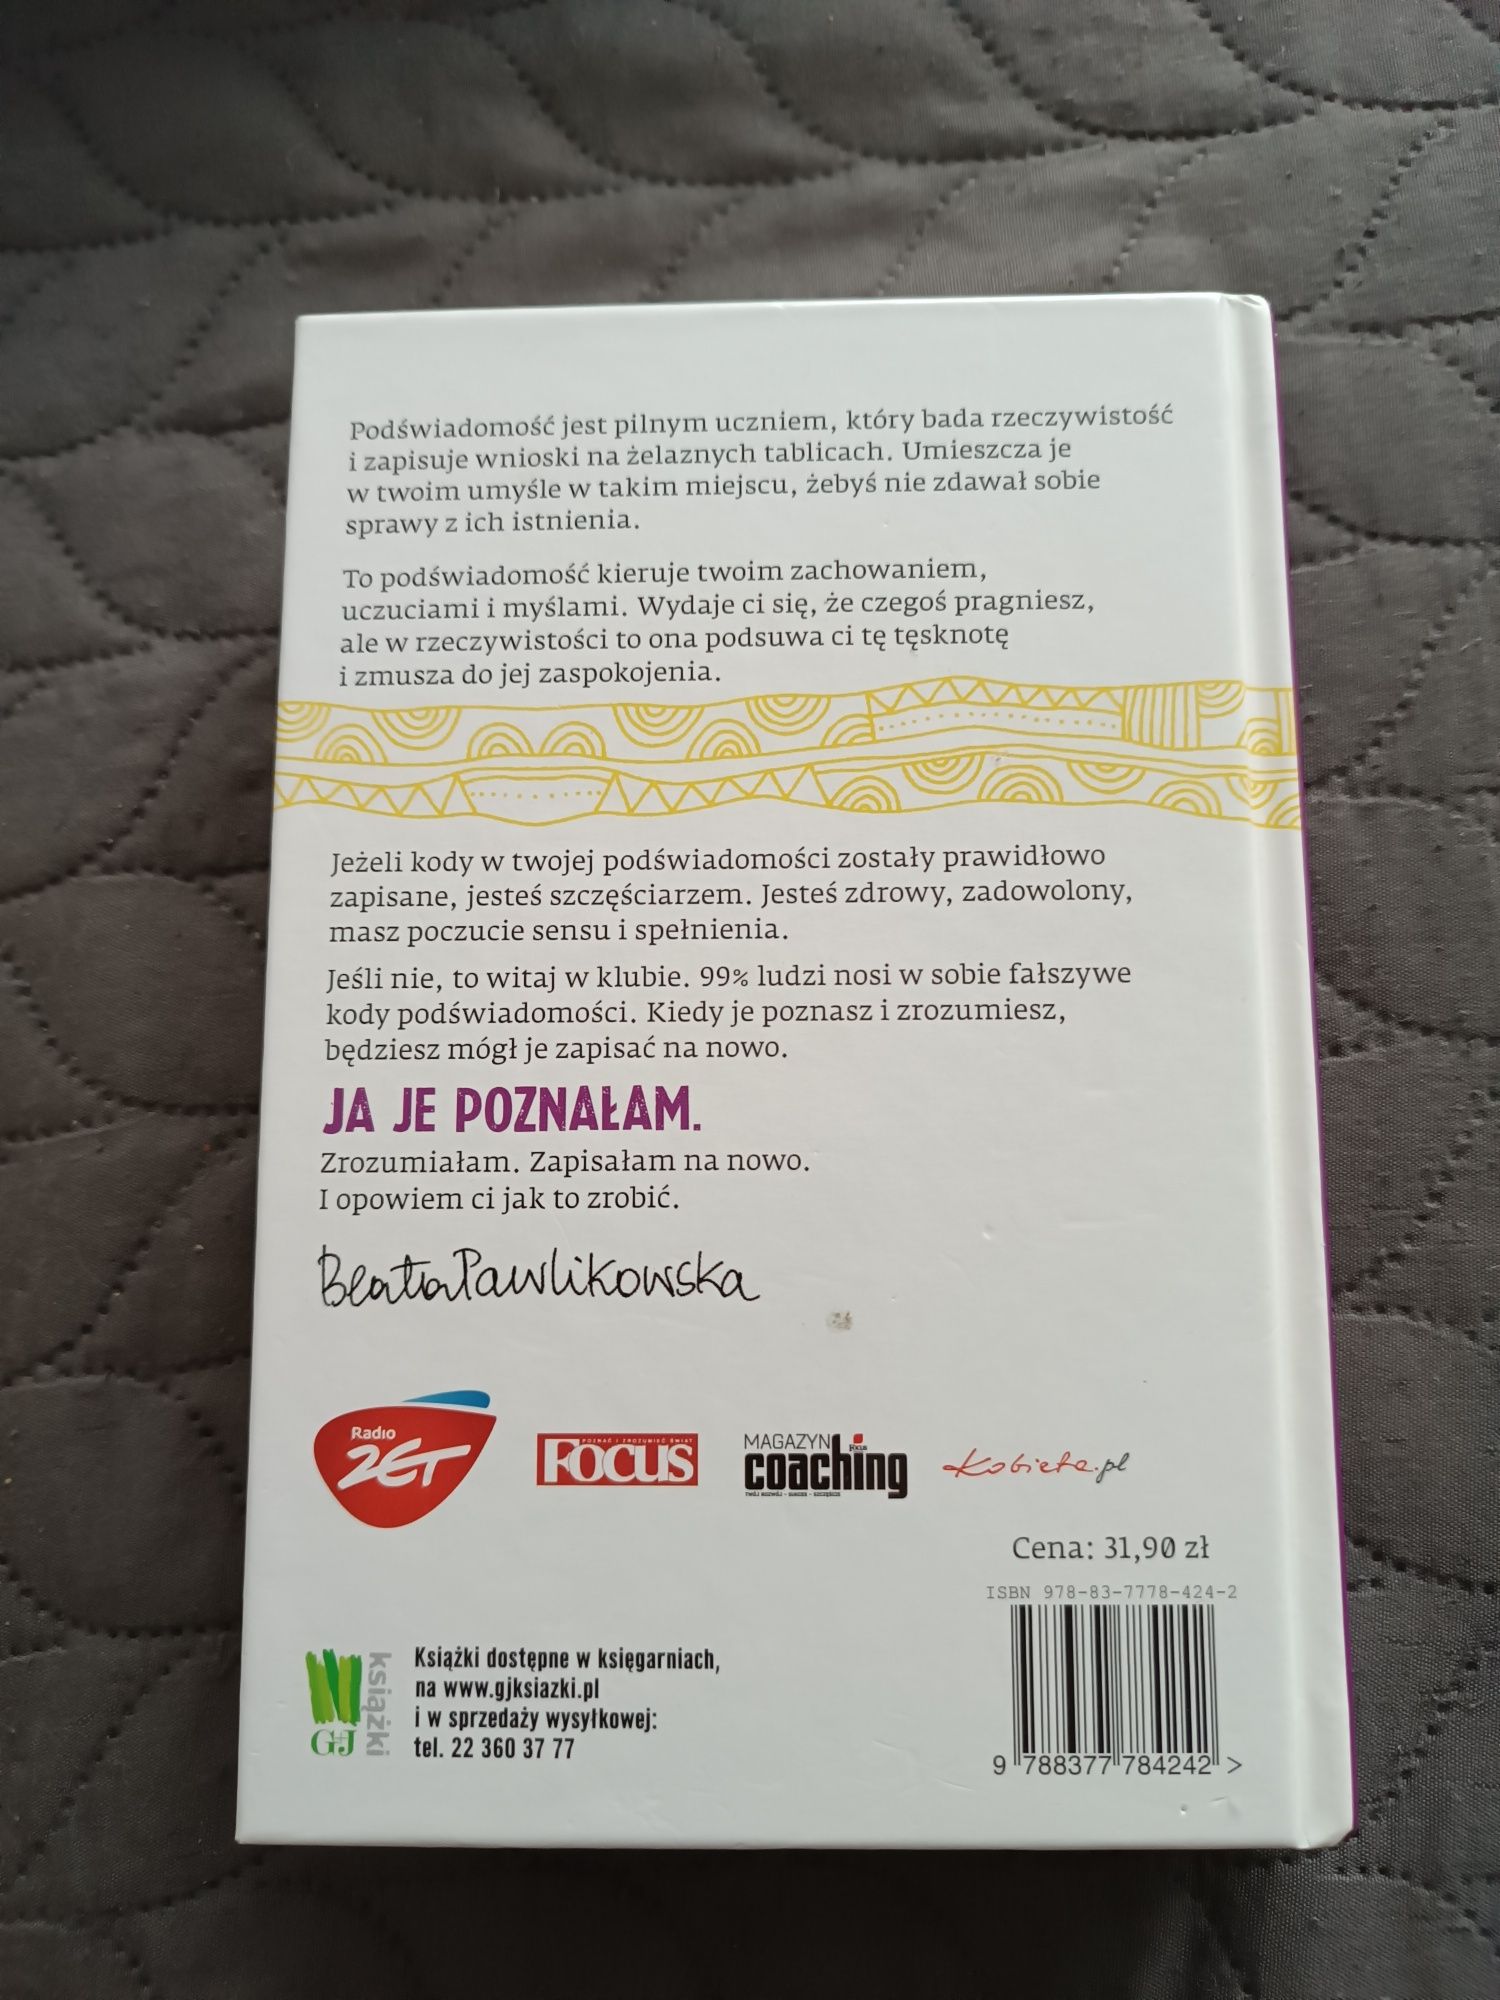 Podświadomość jest pilnym uczniem, który bada rzeczywistość
i zapisuje wnioski na żelaznych tablicach. Umieszcza je
w twoim umyśle w takim miejscu, żebyś nie zdawał sobie
sprawy z ich istnienia.
To podświadomość kieruje twoim zachowaniem,
uczuciami i myślami. Wydaje ci się, że czegoś pragniesz,
ale w rzeczywistości to ona podsuwa ci tę tęsknotę
i zmusza do jej zaspokojenia.
Jeżeli kody w twojej podświadomości zostały prawidłowo
zapisane, jesteś szczęściarzem. Jesteś zdrowy, zadowolony,
masz poczucie sensu i spełnienia.
Jeśli nie, to witaj w klubie. 99% ludzi nosi w sobie fałszywe
kody podświadomości. Kiedy je poznasz i zrozumiesz,
będziesz mógł je zapisać na nowo.
JA JE POZNAŁAM.
Zrozumiałam. Zapisałam na nowo.
I opowiem ci jak to zrobić.
Beata Pawlikowska
Radio
ZET
POZNAĆ I ZROZUMIEĆ ŚWIAT
FOCUS
MAGAZYN
Focus
coaching
Kobieta.pl
Cena: 31,90 zł
ISBN 978-83-7778-424-2
9 788377 784242 >
G+J
książki
Książki dostępne w księgarniach,
na www.gjksiazki.pl
i w sprzedaży wysyłkowej:
tel. 22 360 37 77